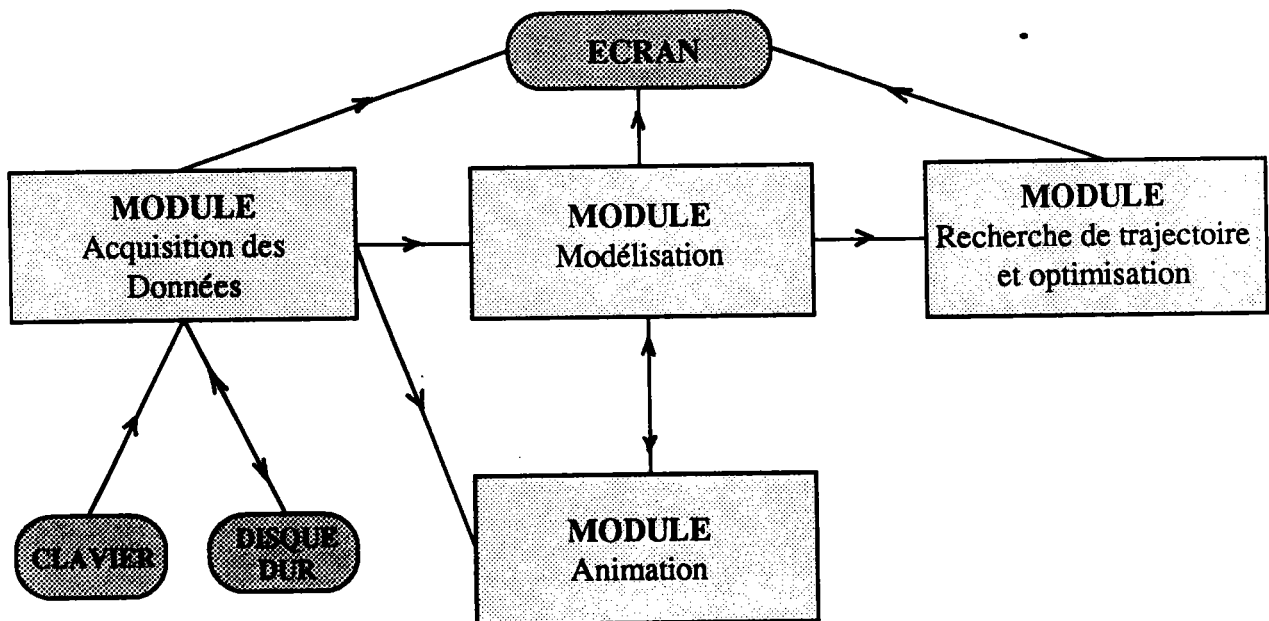 ECRAN
MODULE
Acquisition des
Données
MODULE
Modélisation
MODULE
Recherche de trajectoire
et optimisation
CLAVIER
DISQUE
DUR
MODULE
Animation